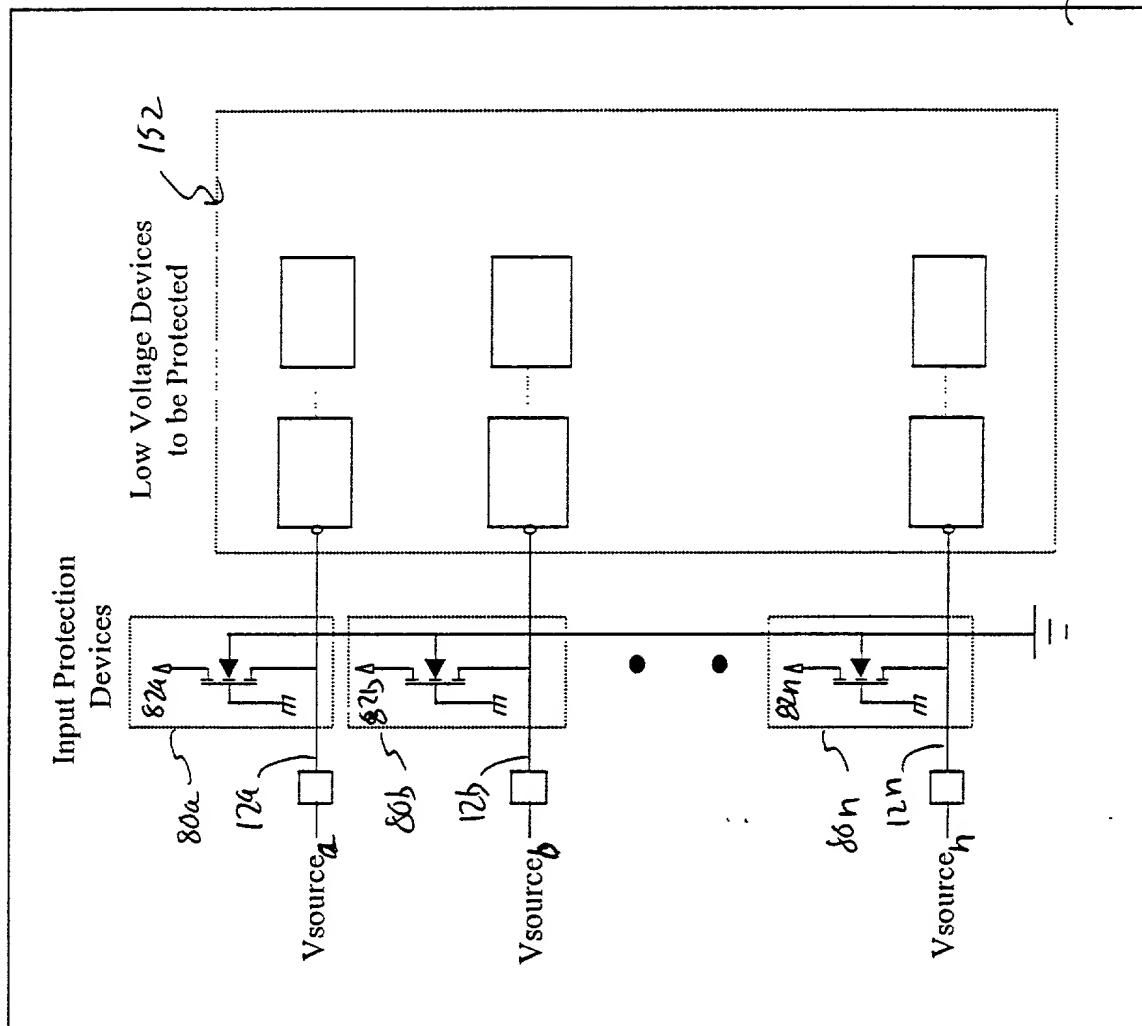 Input Protection
Devices
Low Voltage Devices
to be Protected
152
82a
80a
12a
Vsource a
82b
80b
12b
Vsource b
82n
80n
12n
Vsource n